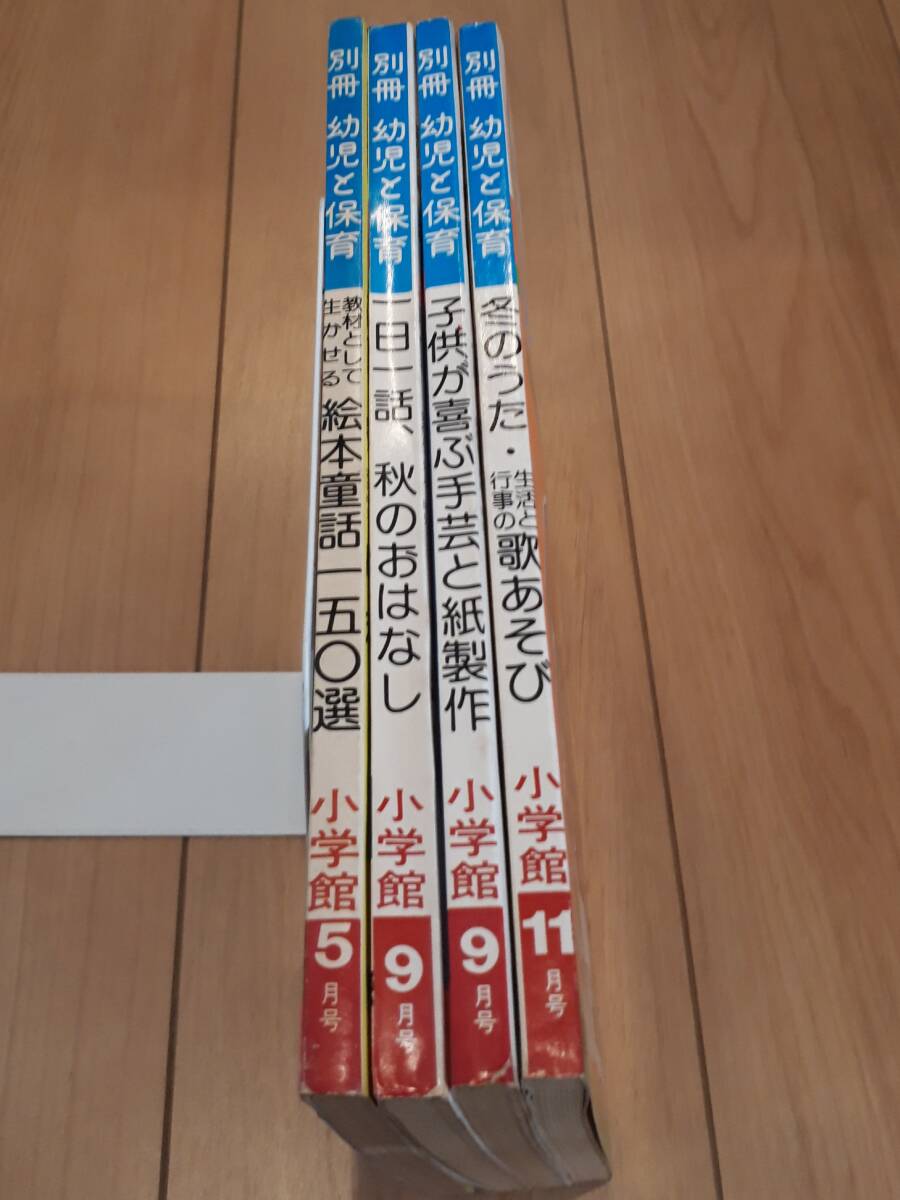 別冊 幼児と保育
教材として
生かせる
絵本童話一五〇選
小学館
5
月号
別冊 幼児と保育
一日一話、秋のおはなし
小学館
9
月号
別冊 幼児と保育
子供が喜ぶ手芸と紙製作
小学館
9
月号
別冊 幼児と保育
冬のうた・
生活と
行事の
歌あそび
小学館
11
月号